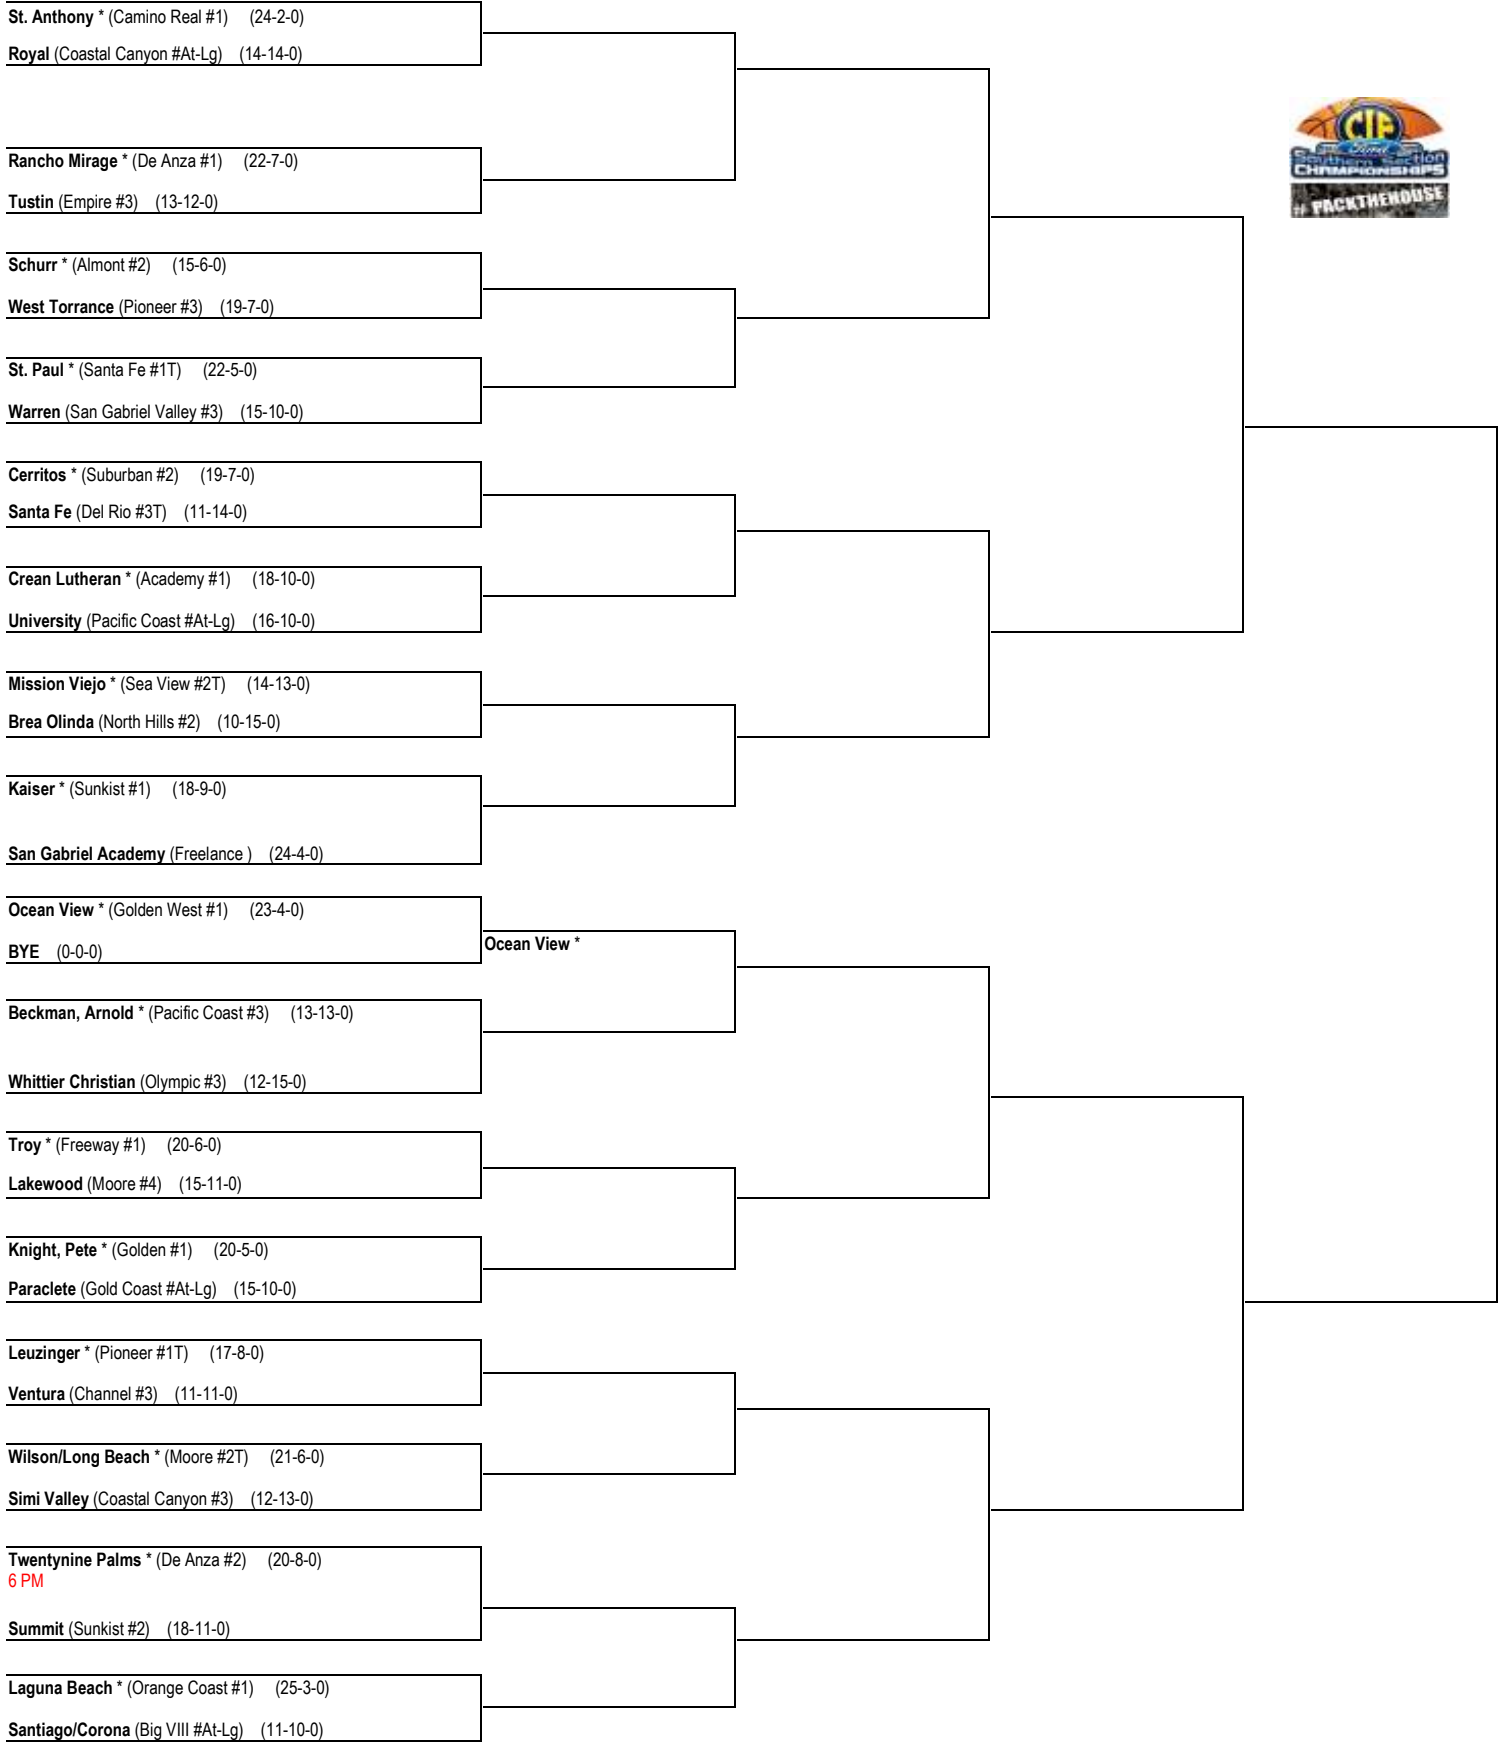 St. Anthony * (Camino Real #1) (24-2-0)
Royal (Coastal Canyon #At-Lg) (14-14-0)
CIF
Ford
Southern Section
CHAMPIONSHIPS
# PACKTHEHOUSE
Rancho Mirage * (De Anza #1) (22-7-0)
Tustin (Empire #3) (13-12-0)
Schurr * (Almont #2) (15-6-0)
West Torrance (Pioneer #3) (19-7-0)
St. Paul * (Santa Fe #1T) (22-5-0)
Warren (San Gabriel Valley #3) (15-10-0)
Cerritos * (Suburban #2) (19-7-0)
Santa Fe (Del Rio #3T) (11-14-0)
Crean Lutheran * (Academy #1) (18-10-0)
University (Pacific Coast #At-Lg) (16-10-0)
Mission Viejo * (Sea View #2T) (14-13-0)
Brea Olinda (North Hills #2) (10-15-0)
Kaiser * (Sunkist #1) (18-9-0)
San Gabriel Academy (Freelance ) (24-4-0)
Ocean View * (Golden West #1) (23-4-0)
BYE (0-0-0)
Ocean View *
Beckman, Arnold * (Pacific Coast #3) (13-13-0)
Whittier Christian (Olympic #3) (12-15-0)
Troy * (Freeway #1) (20-6-0)
Lakewood (Moore #4) (15-11-0)
Knight, Pete * (Golden #1) (20-5-0)
Paraclete (Gold Coast #At-Lg) (15-10-0)
Leuzinger * (Pioneer #1T) (17-8-0)
Ventura (Channel #3) (11-11-0)
Wilson/Long Beach * (Moore #2T) (21-6-0)
Simi Valley (Coastal Canyon #3) (12-13-0)
Twentynine Palms * (De Anza #2) (20-8-0)
6 PM
Summit (Sunkist #2) (18-11-0)
Laguna Beach * (Orange Coast #1) (25-3-0)
Santiago/Corona (Big VIII #At-Lg) (11-10-0)